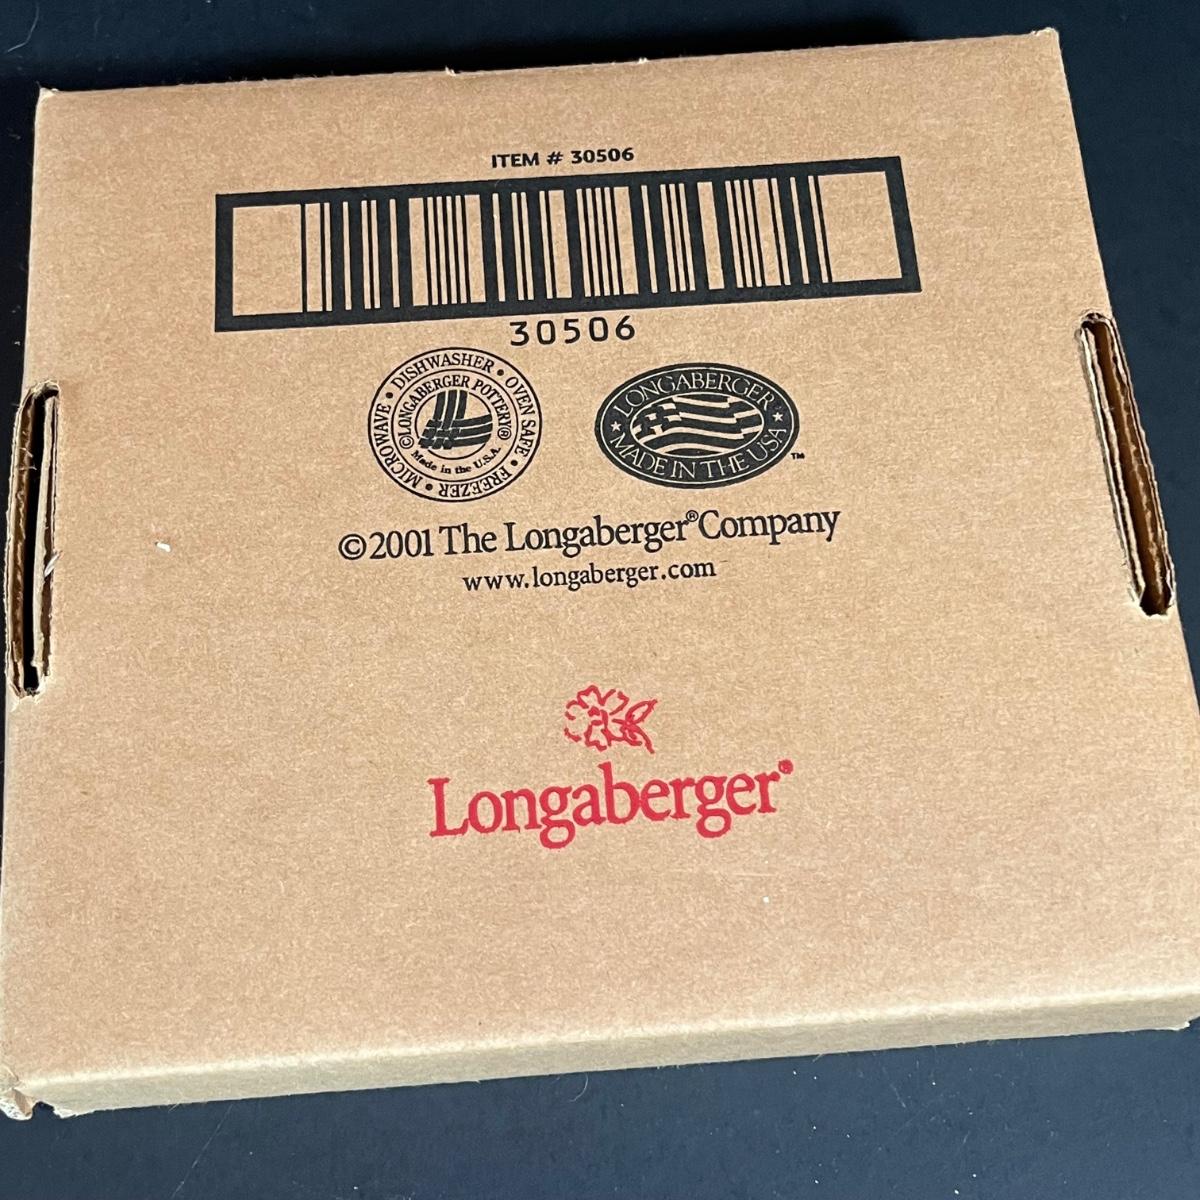 ITEM # 30506
30506
MICROWAVE • DISHWASHER • OVEN SAFE • FREEZER •
©LONGABERGER POTTERY®
Made in the U.S.A.
LONGABERGER
MADE IN THE USA
™
©2001 The Longaberger® Company
www.longaberger.com
Longaberger®